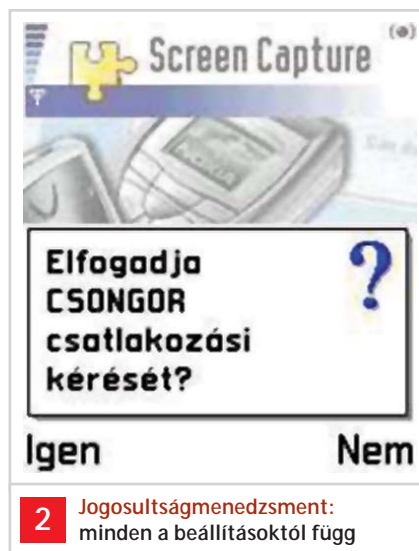 Screen Capture
Elfogadja
CSONGOR
csatlakozási
kérését?
?
Igen
Nem
2
Jogosultságmenedzsment:
minden a beállításoktól függ